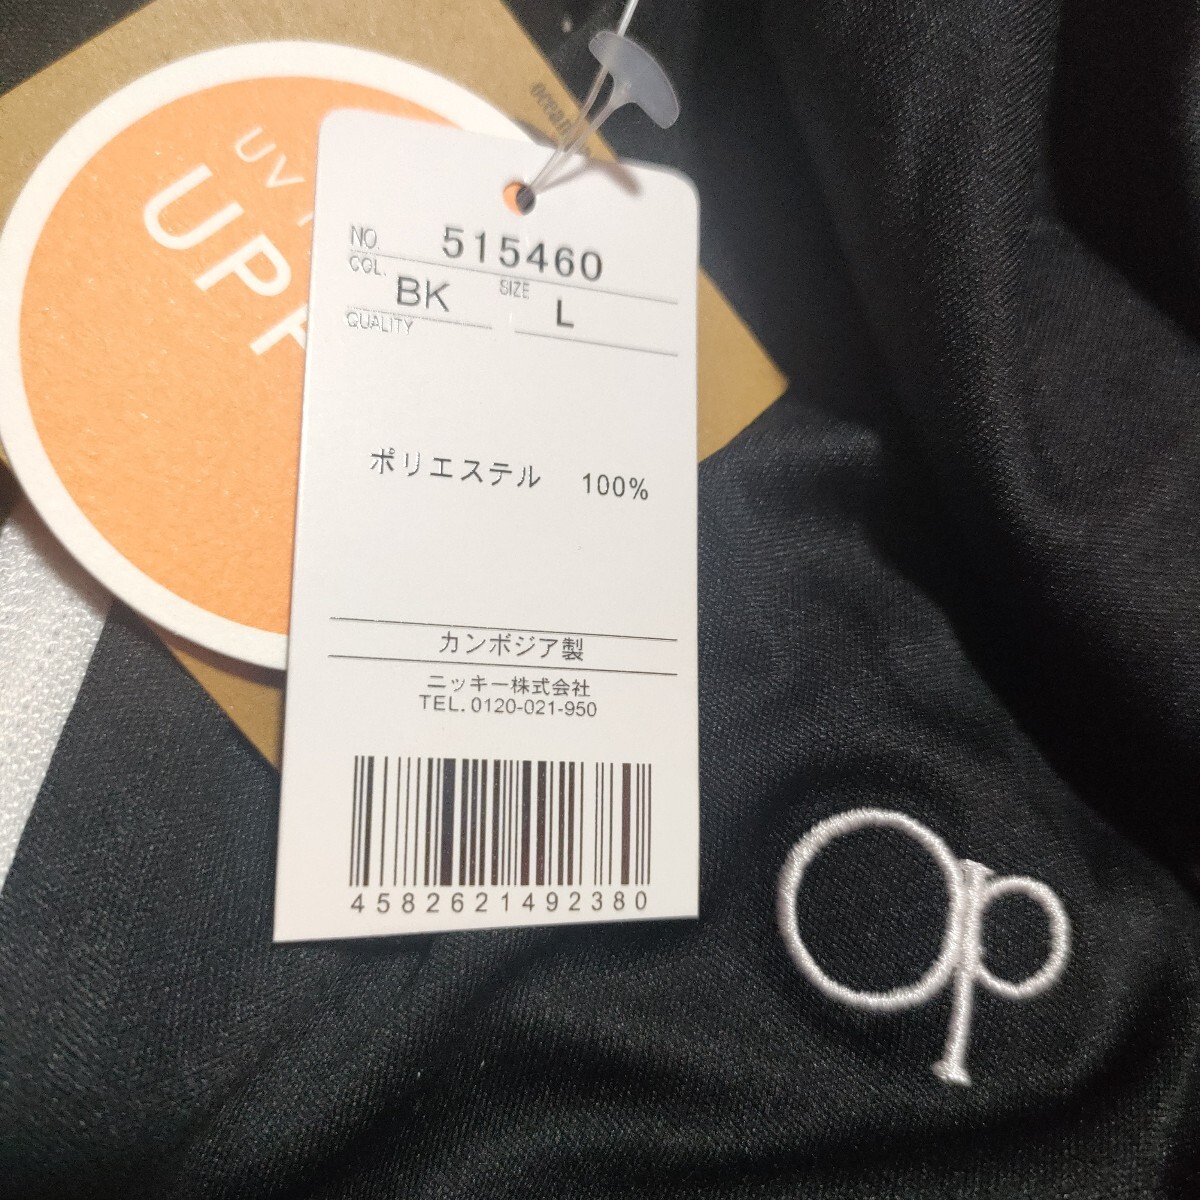 ocean
UV
UPF
NO. 515460
COL. BK SIZE L
QUALITY
ポリエステル 100%
カンボジア製
ニッキー株式会社
TEL. 0120-021-950
4582621492380
op